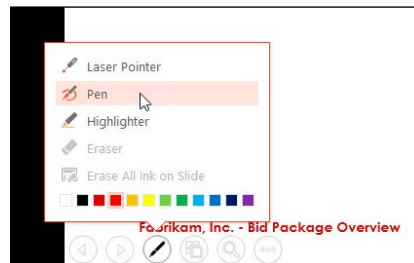 Laser Pointer
Pen
Highlighter
Eraser
Erase All Ink on Slide
Fabrikam, Inc. - Bid Package Overview